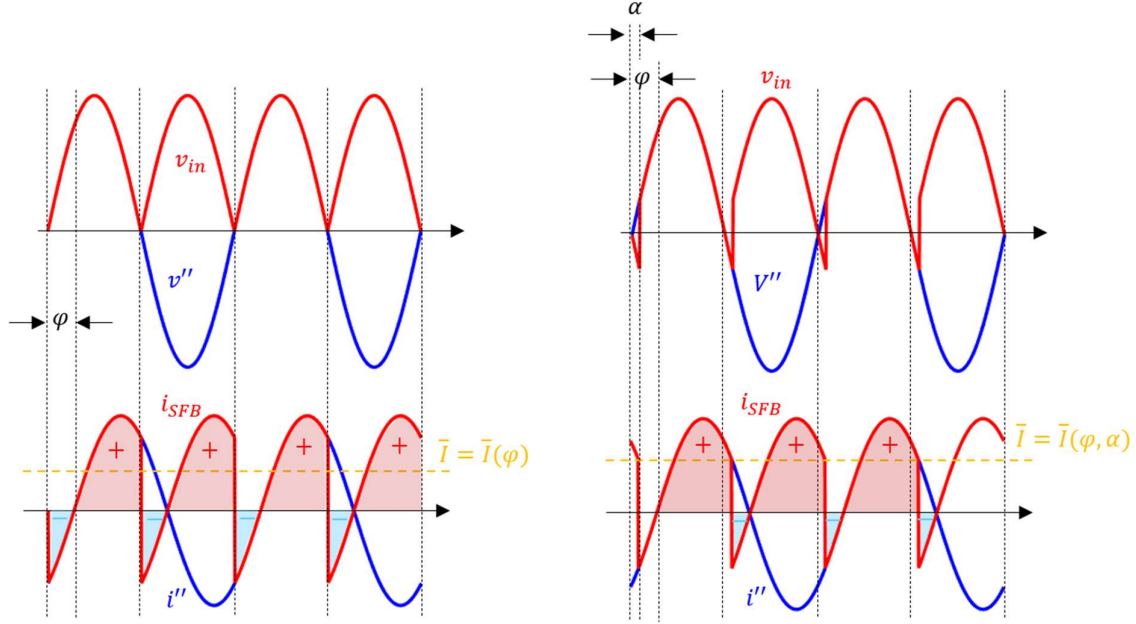 α
φ
v_in
v_in
v''
V''
φ
i_SFB
+ + + +
Ī = Ī(φ)
− − − −
i''
i_SFB
+ + +
Ī = Ī(φ, α)
− − −
i''